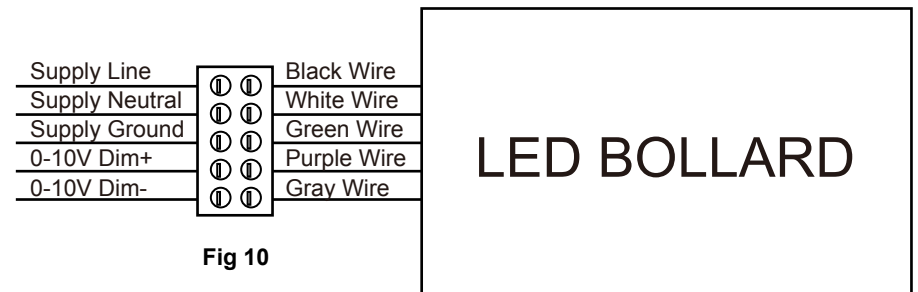 Supply Line
Black Wire
Supply Neutral
White Wire
Supply Ground
Green Wire
0-10V Dim+
Purple Wire
0-10V Dim-
Gray Wire
LED BOLLARD
Fig 10